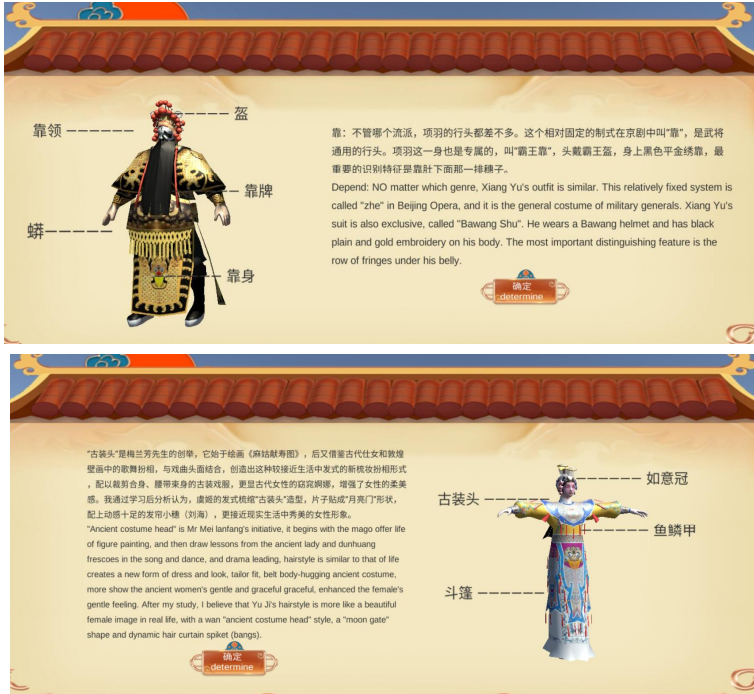 盔
靠领
靠牌
蟒
靠身
靠：不管哪个流派，项羽的行头都差不多。这个相对固定的制式在京剧中叫“靠”，是武将
通用的行头。项羽这一身也是专属的，叫“霸王靠”，头戴霸王盔，身上黑色平金绣靠，最
重要的识别特征是靠肚下面那一排穗子。
Depend: NO matter which genre, Xiang Yu's outfit is similar. This relatively fixed system is
called "zhe" in Beijing Opera, and it is the general costume of military generals. Xiang Yu's
suit is also exclusive, called "Bawang Shu". He wears a Bawang helmet and has black
plain and gold embroidery on his body. The most important distinguishing feature is the
row of fringes under his belly.
确定
determine
“古装头”是梅兰芳先生的创举，它始于绘画《麻姑献寿图》，后又借鉴古代仕女和敦煌
壁画中的歌舞扮相，与戏曲头面结合，创造出这种较接近生活中发式的新梳妆扮相形式
，配以裁剪合身、腰带束身的古装戏服，更显古代女性的窈窕婀娜，增强了女性的柔美
感。我通过学习后分析认为，虞姬的发式梳绾“古装头”造型，片子贴成“月亮门”形状，
配上动感十足的发帘小穗（刘海），更接近现实生活中秀美的女性形象。
"Ancient costume head" is Mr Mei lanfang's initiative, it begins with the mago offer life
of figure painting, and then draw lessons from the ancient lady and dunhuang
frescoes in the song and dance, and drama leading, hairstyle is similar to that of life
creates a new form of dress and look, tailor fit, belt body-hugging ancient costume,
more show the ancient women's gentle and graceful graceful, enhanced the female's
gentle feeling. After my study, I believe that Yu Ji's hairstyle is more like a beautiful
female image in real life, with a wan "ancient costume head" style, a "moon gate"
shape and dynamic hair curtain spiket (bangs).
确定
determine
如意冠
古装头
鱼鳞甲
斗篷